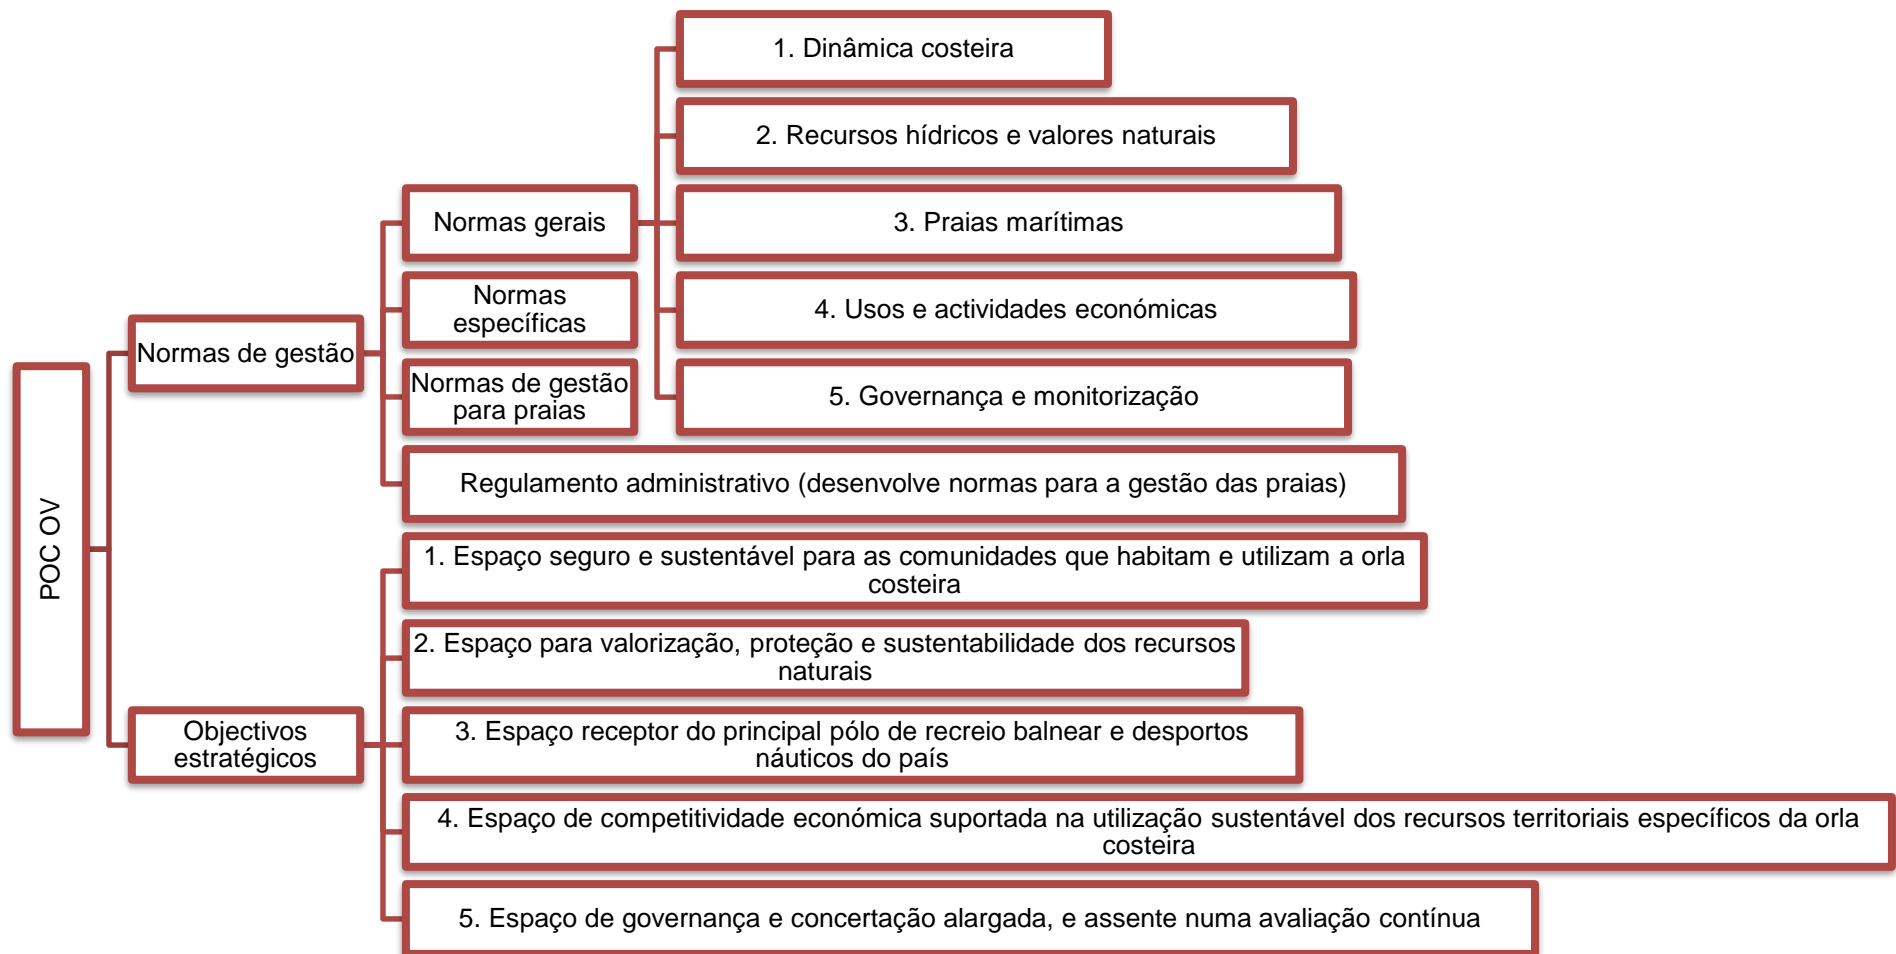 POC OV
Normas de gestão
Normas gerais
1. Dinâmica costeira
2. Recursos hídricos e valores naturais
3. Praias marítimas
4. Usos e actividades económicas
5. Governança e monitorização
Normas
específicas
Normas de gestão
para praias
Regulamento administrativo (desenvolve normas para a gestão das praias)
Objectivos
estratégicos
1. Espaço seguro e sustentável para as comunidades que habitam e utilizam a orla
costeira
2. Espaço para valorização, proteção e sustentabilidade dos recursos
naturais
3. Espaço receptor do principal pólo de recreio balnear e desportos
náuticos do país
4. Espaço de competitividade económica suportada na utilização sustentável dos recursos territoriais específicos da orla
costeira
5. Espaço de governança e concertação alargada, e assente numa avaliação contínua